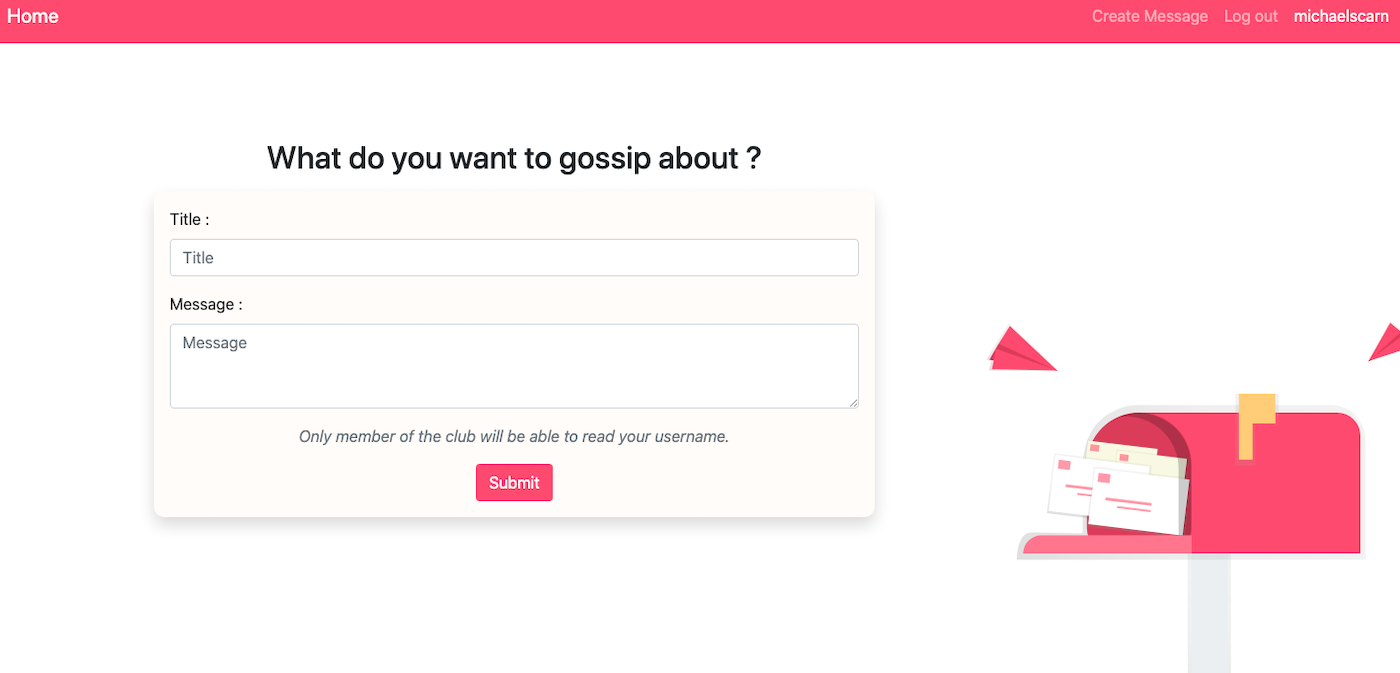 Home
Create Message Log out michaelscarn
What do you want to gossip about ?
Title :
Title
Message :
Message
Only member of the club will be able to read your username.
Submit